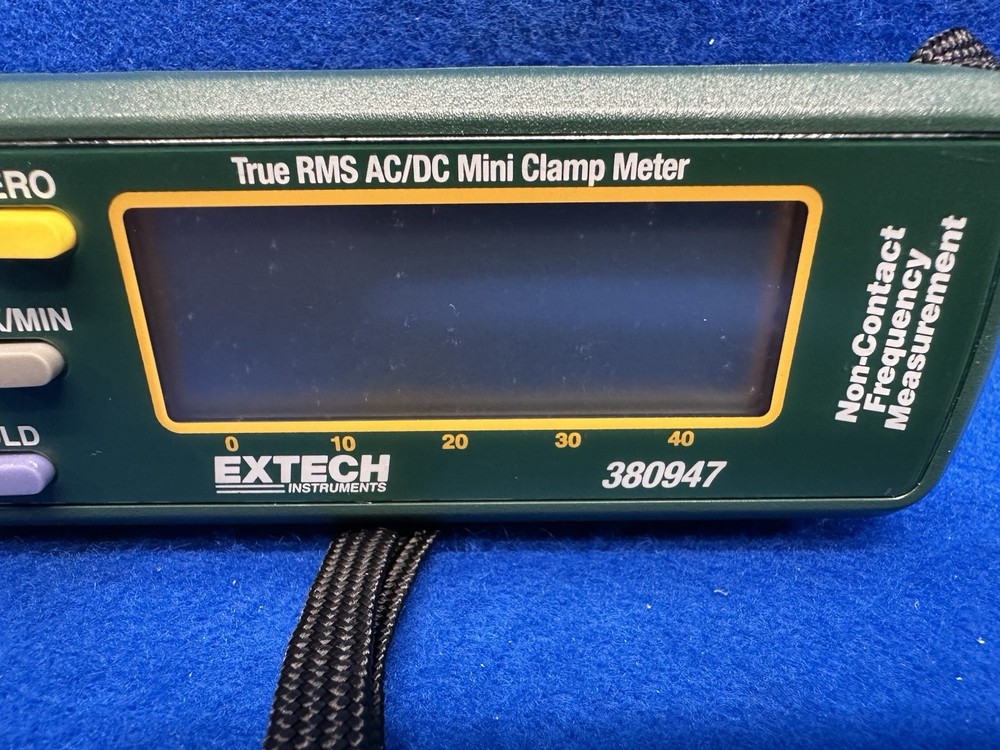 True RMS AC/DC Mini Clamp Meter
ERO
/MIN
LD
0 10 20 30 40
EXTECH
INSTRUMENTS
380947
Non-Contact
Frequency
Measurement